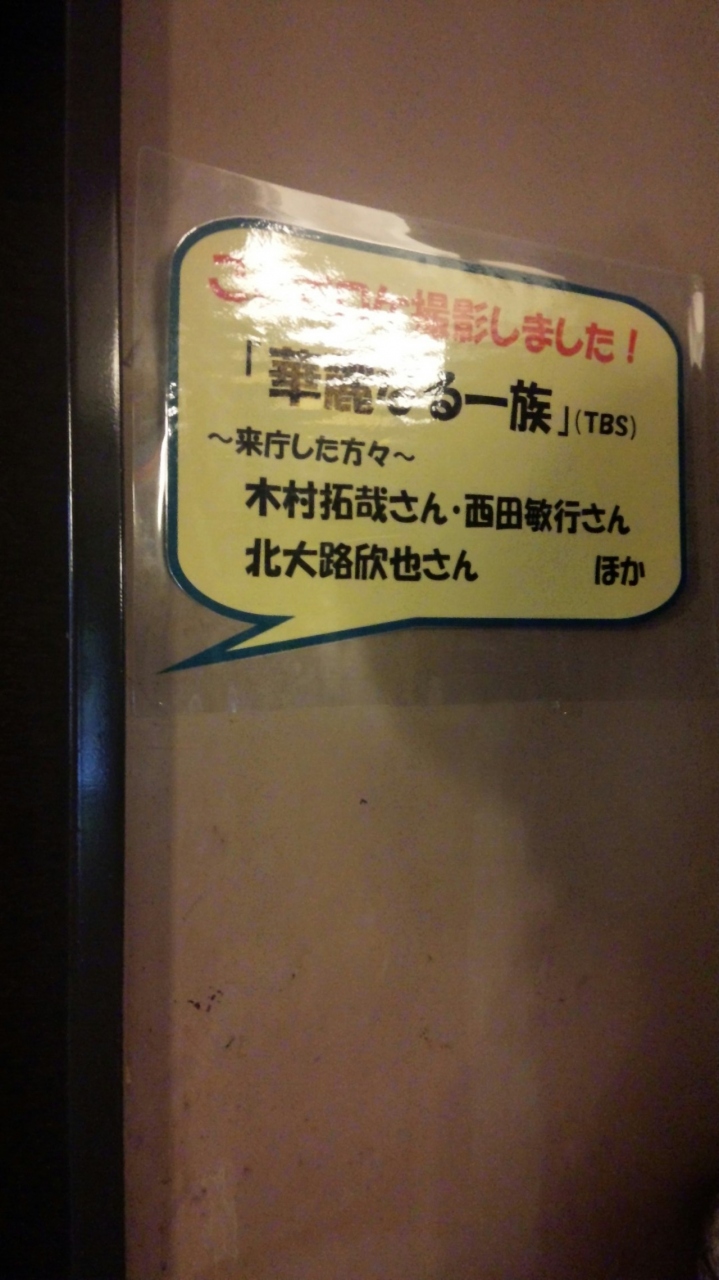 撮影しました！
「華麗なる一族」(TBS)
～来庁した方々～
木村拓哉さん・西田敏行さん
北大路欣也さん ほか